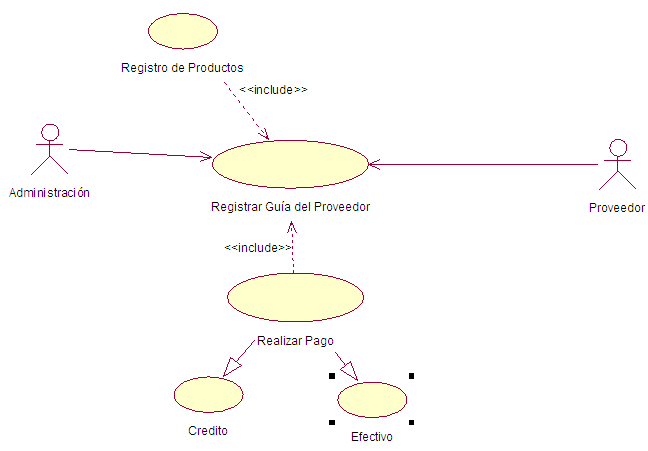 Registro de Productos
<<include>>
Administración
Registrar Guía del Proveedor
Proveedor
<<include>>
Realizar Pago
Credito
Efectivo